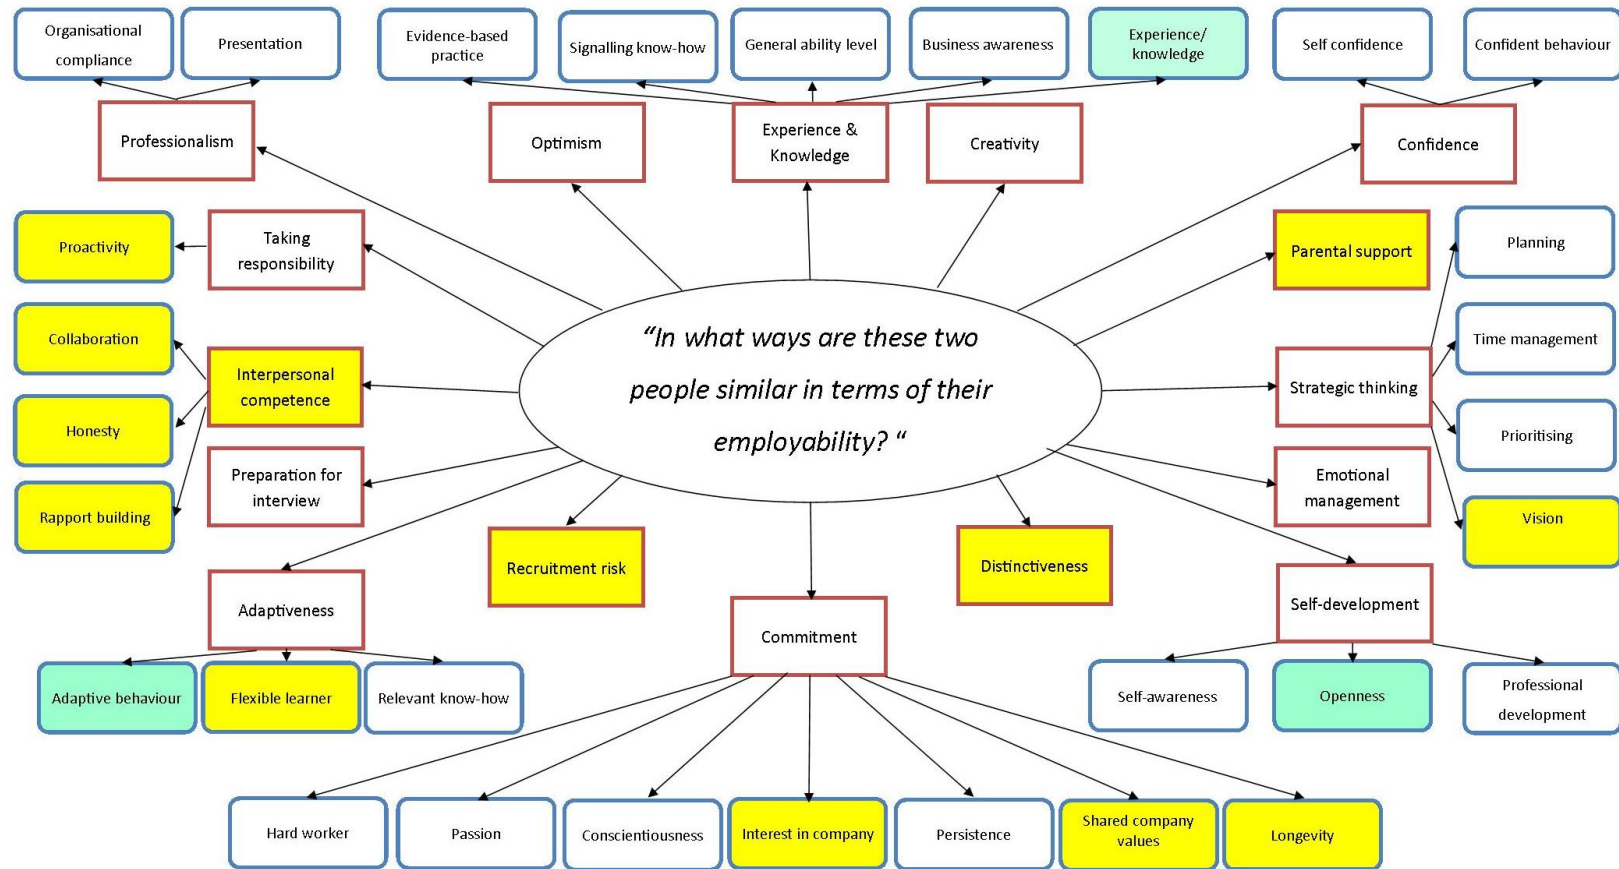 Organisational
compliance
Presentation
Evidence-based
practice
Signalling know-how
General ability level
Business awareness
Experience/
knowledge
Self confidence
Confident behaviour
Professionalism
Optimism
Experience &
Knowledge
Creativity
Confidence
Proactivity
Taking
responsibility
Parental support
Planning
Collaboration
Interpersonal
competence
“In what ways are these two
people similar in terms of their
employability? “
Strategic thinking
Time management
Honesty
Prioritising
Preparation for
interview
Emotional
management
Rapport building
Vision
Recruitment risk
Distinctiveness
Adaptiveness
Commitment
Self-development
Adaptive behaviour
Flexible learner
Relevant know-how
Self-awareness
Openness
Professional
development
Hard worker
Passion
Conscientiousness
Interest in company
Persistence
Shared company
values
Longevity